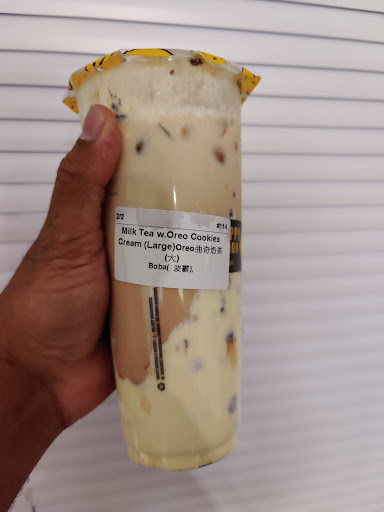 2/2 #114
Milk Tea w.Oreo Cookies
Cream (Large)Oreo曲奇奶茶
(大)
Boba( 波霸),